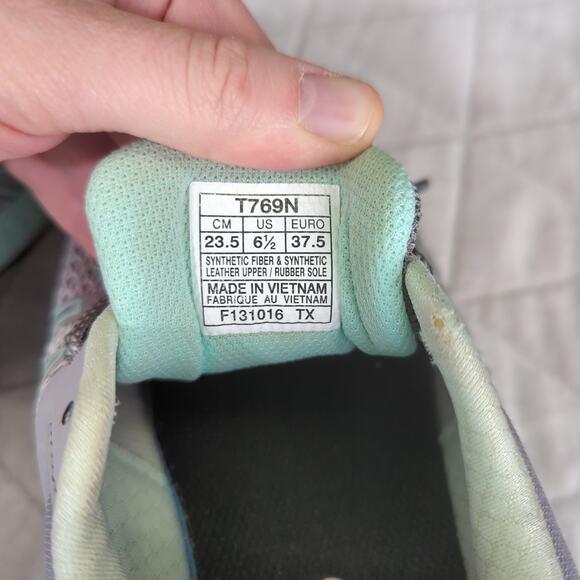 T769N
CM US EURO
23.5 6½ 37.5
SYNTHETIC FIBER & SYNTHETIC
LEATHER UPPER / RUBBER SOLE
MADE IN VIETNAM
FABRIQUE AU VIETNAM
F131016 TX